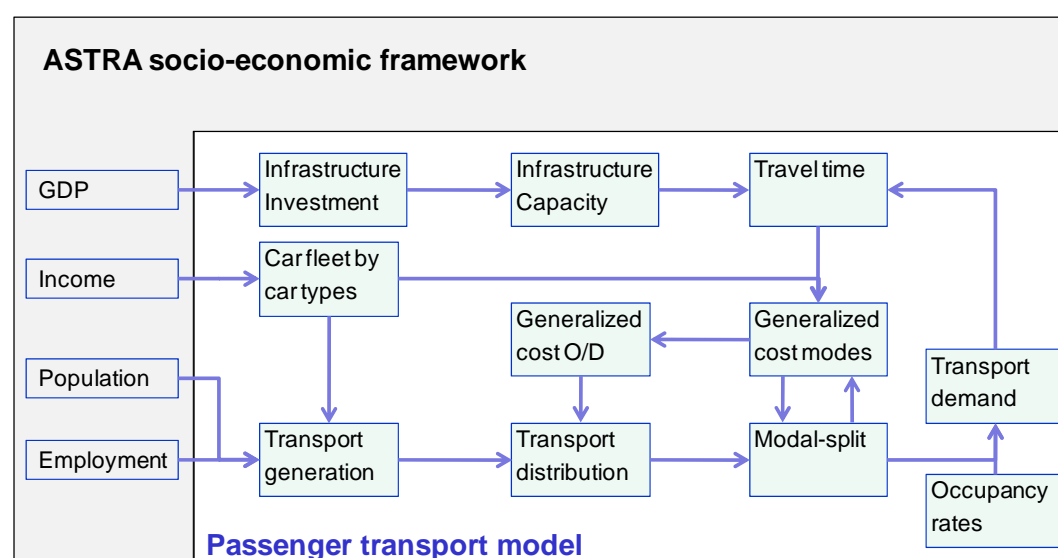 ASTRA socio-economic framework
GDP
Infrastructure
Investment
Infrastructure
Capacity
Travel time
Income
Car fleet by
car types
Generalized
cost O/D
Generalized
cost modes
Population
Transport
demand
Employment
Transport
generation
Transport
distribution
Modal-split
Occupancy
rates
Passenger transport model